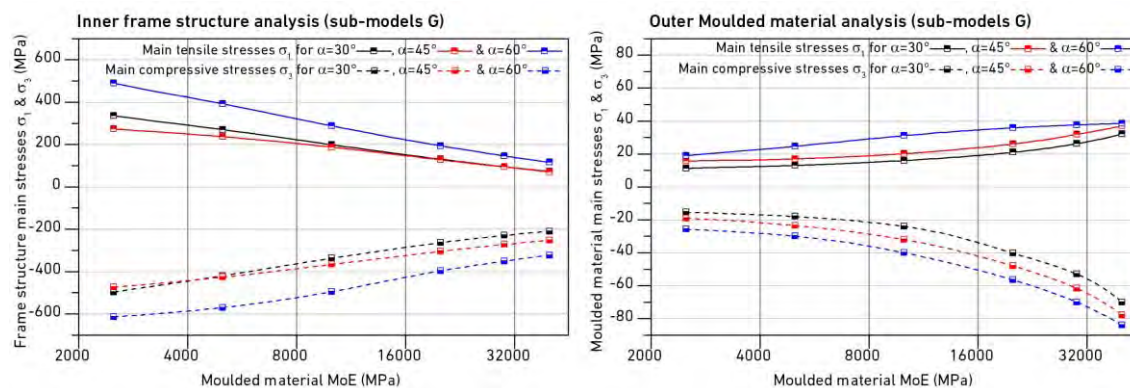 Inner frame structure analysis (sub-models G)
Main tensile stresses σ1 for α=30°, α=45° & α=60°
Main compressive stresses σ3 for α=30°, α=45° & α=60°
Frame structure main stresses σ1 & σ3 (MPa)
600
400
200
0
-200
-400
-600
2000 4000 8000 16000 32000
Moulded material MoE (MPa)
Outer Moulded material analysis (sub-models G)
Main tensile stresses σ1 for α=30°, α=45° & α=60°
Main compressive stresses σ3 for α=30°, α=45° & α=60°
Moulded material main stresses σ1 & σ3 (MPa)
80
60
40
20
0
-20
-40
-60
-80
2000 4000 8000 16000 32000
Moulded material MoE (MPa)